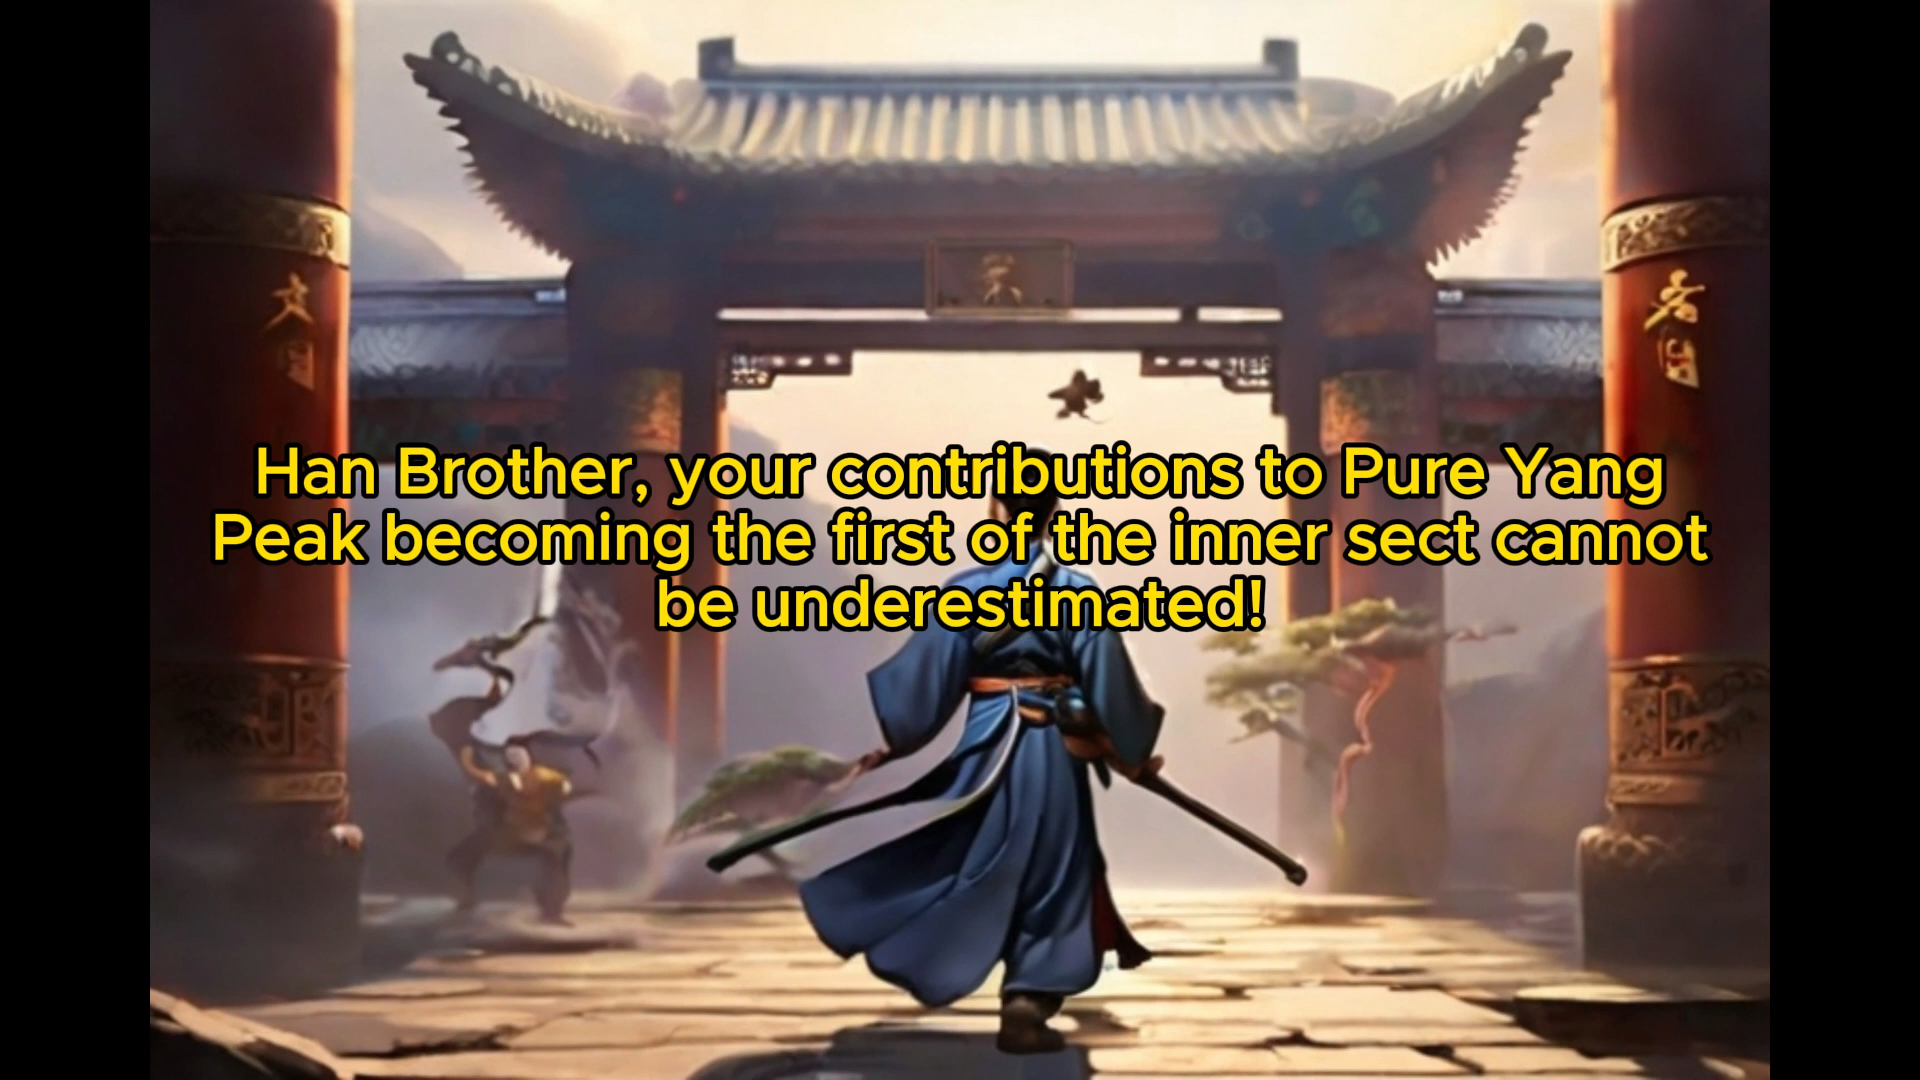 Han Brother, your contributions to Pure Yang
Peak becoming the first of the inner sect cannot
be underestimated!